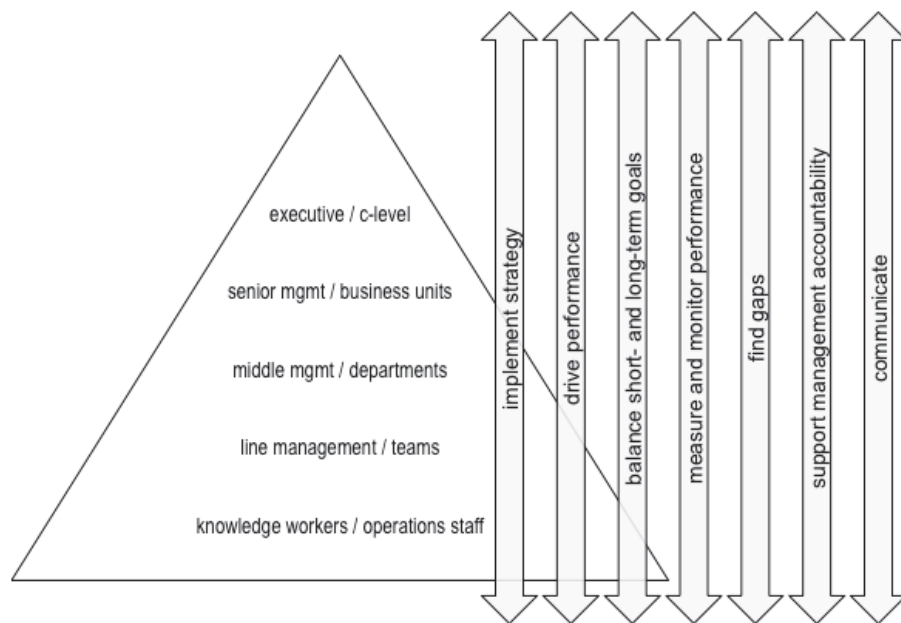 executive / c-level
senior mgmt / business units
middle mgmt / departments
line management / teams
knowledge workers / operations staff
implement strategy
drive performance
balance short- and long-term goals
measure and monitor performance
find gaps
support management accountability
communicate